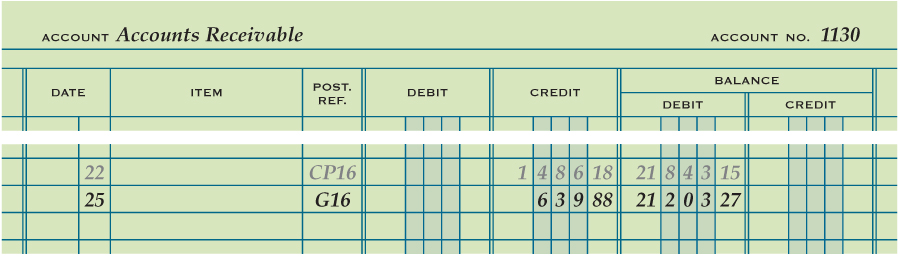 ACCOUNT Accounts Receivable ACCOUNT NO. 1130
BALANCE
DATE ITEM POST. REF. DEBIT CREDIT
DEBIT CREDIT
22 CP16 1 4 8 6 18 21 8 4 3 15
25 G16 6 3 9 88 21 2 0 3 27